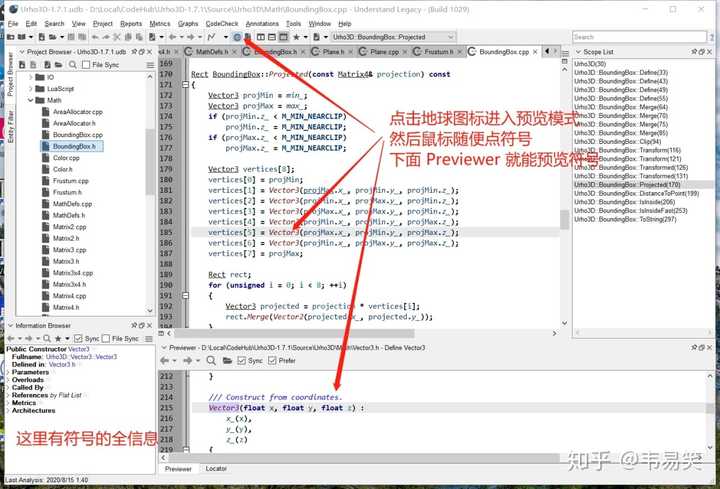 Urho3D-1.7.1.udb - D:\Local\CodeHub\Urho3D-1.7.1\Source\Urho3D\Math\BoundingBox.cpp - Understand Legacy - (Build 1029)
File Edit Search View Project Reports Metrics Graphs CodeCheck Annotations Tools Window Help
Urho3D::BoundingBox::Projected
Search
Project Browser - Urho3D-1.7.1.udb
Project Browser
Entity Filter
Search File Sync
IO
LuaScript
Math
AreaAllocator.cpp
AreaAllocator.h
BoundingBox.cpp
BoundingBox.h
Color.cpp
Color.h
Frustum.cpp
Frustum.h
MathDefs.cpp
MathDefs.h
Matrix2.cpp
Matrix2.h
Matrix3.cpp
Matrix3.h
Matrix3x4.cpp
Matrix3x4.h
Matrix4.cpp
Matrix4.h
x4.h MathDefs.h BoundingBox.h Plane.h Plane.cpp Frustum.h BoundingBox.cpp
169
170 Rect BoundingBox::Projected(const Matrix4& projection) const
171 {
172 Vector3 projMin = min_;
173 Vector3 projMax = max_;
174 if (projMin.z_ < M_MIN_NEARCLIP)
175 projMin.z_ = M_MIN_NEARCLIP;
176 if (projMax.z_ < M_MIN_NEARCLIP)
177 projMax.z_ = M_MIN_NEARCLIP;
178
179 Vector3 vertices[8];
180 vertices[0] = projMin;
181 vertices[1] = Vector3(projMax.x_, projMin.y_, projMin.z_);
182 vertices[2] = Vector3(projMin.x_, projMax.y_, projMin.z_);
183 vertices[3] = Vector3(projMax.x_, projMax.y_, projMin.z_);
184 vertices[4] = Vector3(projMin.x_, projMin.y_, projMax.z_);
185 vertices[5] = Vector3(projMax.x_, projMin.y_, projMax.z_);
186 vertices[6] = Vector3(projMin.x_, projMax.y_, projMax.z_);
187 vertices[7] = projMax;
188
189 Rect rect;
190 for (unsigned i = 0; i < 8; ++i)
191 {
192 Vector3 projected = projection * vertices[i];
193 rect.Merge(Vector2(projected.x_, projected.y_));
194 }
点击地球图标进入预览模式
然后鼠标随便点符号
下面 Previewer 就能预览符号
Scope List
Urho3D(30)
Urho3D::BoundingBox::Define(33)
Urho3D::BoundingBox::Define(45)
Urho3D::BoundingBox::Define(55)
Urho3D::BoundingBox::Merge(64)
Urho3D::BoundingBox::Merge(70)
Urho3D::BoundingBox::Merge(75)
Urho3D::BoundingBox::Merge(85)
Urho3D::BoundingBox::Clip(94)
Urho3D::BoundingBox::Transform(116)
Urho3D::BoundingBox::Transform(121)
Urho3D::BoundingBox::Transformed(126)
Urho3D::BoundingBox::Transformed(131)
Urho3D::BoundingBox::Projected(170)
Urho3D::BoundingBox::DistanceToPoint(199)
Urho3D::BoundingBox::IsInside(206)
Urho3D::BoundingBox::IsInsideFast(253)
Urho3D::BoundingBox::ToString(297)
Information Browser
Sync File Sync
Public Constructor Vector3
Fullname: Urho3D::Vector3::Vector3
Defined in: Vector3.h
Parameters
Overloads
Called By
References by Flat List
Metrics
Architectures
这里有符号的全信息
Previewer - D:\Local\CodeHub\Urho3D-1.7.1\Source\Urho3D\Math\Vector3.h - Define Vector3
Sync Prefer
212 }
213
214 /// Construct from coordinates.
215 Vector3(float x, float y, float z) :
216 x_(x),
217 y_(y),
218 z_(z)
219 {
Previewer Locator
Last Analysis: 2020/8/15 1:40
知乎 @韦易笑